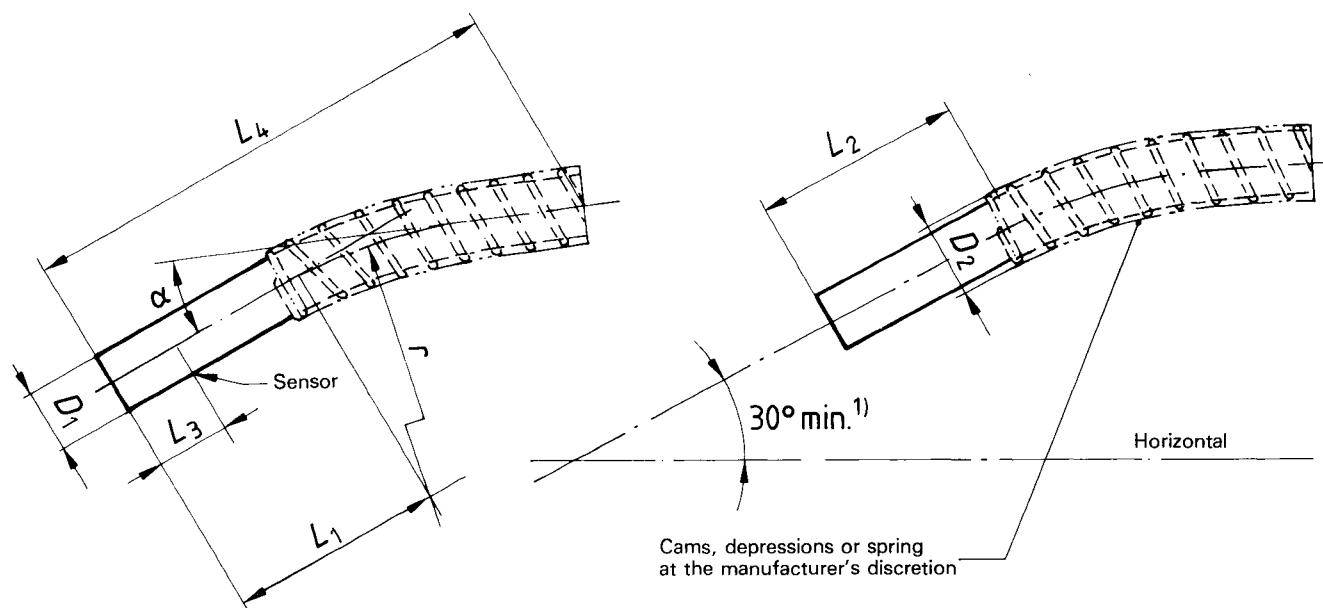 L4
α
Sensor
r
D1
L3
L1
L2
D2
30° min.1)
Horizontal
Cams, depressions or spring
at the manufacturer's discretion